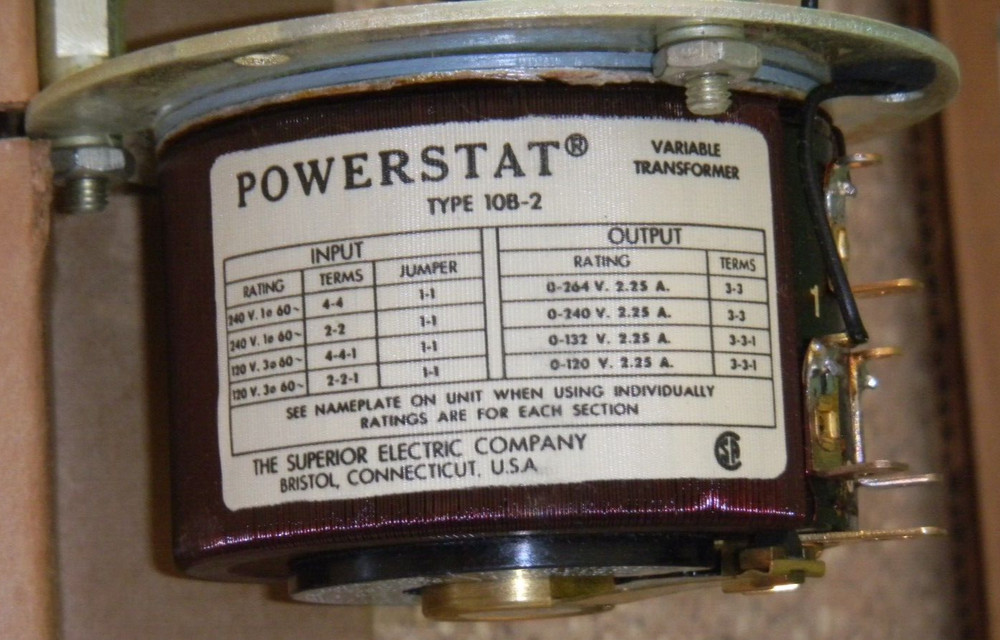 POWERSTAT®
VARIABLE
TRANSFORMER
TYPE 10B-2
INPUT OUTPUT
RATING TERMS JUMPER RATING TERMS
240 V. 1ø 60~ 4-4 1-1 0-264 V. 2.25 A. 3-3
240 V. 1ø 60~ 2-2 1-1 0-240 V. 2.25 A. 3-3
120 V. 3ø 60~ 4-4-1 1-1 0-132 V. 2.25 A. 3-3-1
120 V. 3ø 60~ 2-2-1 1-1 0-120 V. 2.25 A. 3-3-1
SEE NAMEPLATE ON UNIT WHEN USING INDIVIDUALLY
RATINGS ARE FOR EACH SECTION
THE SUPERIOR ELECTRIC COMPANY
BRISTOL, CONNECTICUT, U.S.A.
SA
1